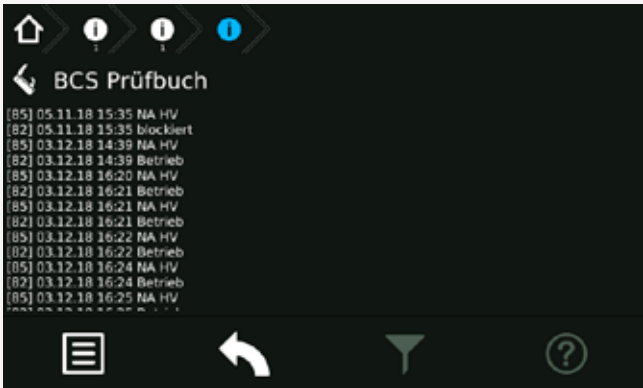 1 1
BCS Prüfbuch
[85] 05.11.18 15:35 NA HV
[82] 05.11.18 15:35 blockiert
[85] 03.12.18 14:39 NA HV
[82] 03.12.18 14:39 Betrieb
[85] 03.12.18 16:20 NA HV
[82] 03.12.18 16:21 Betrieb
[85] 03.12.18 16:21 NA HV
[82] 03.12.18 16:21 Betrieb
[85] 03.12.18 16:22 NA HV
[82] 03.12.18 16:22 Betrieb
[85] 03.12.18 16:24 NA HV
[82] 03.12.18 16:24 Betrieb
[85] 03.12.18 16:25 NA HV